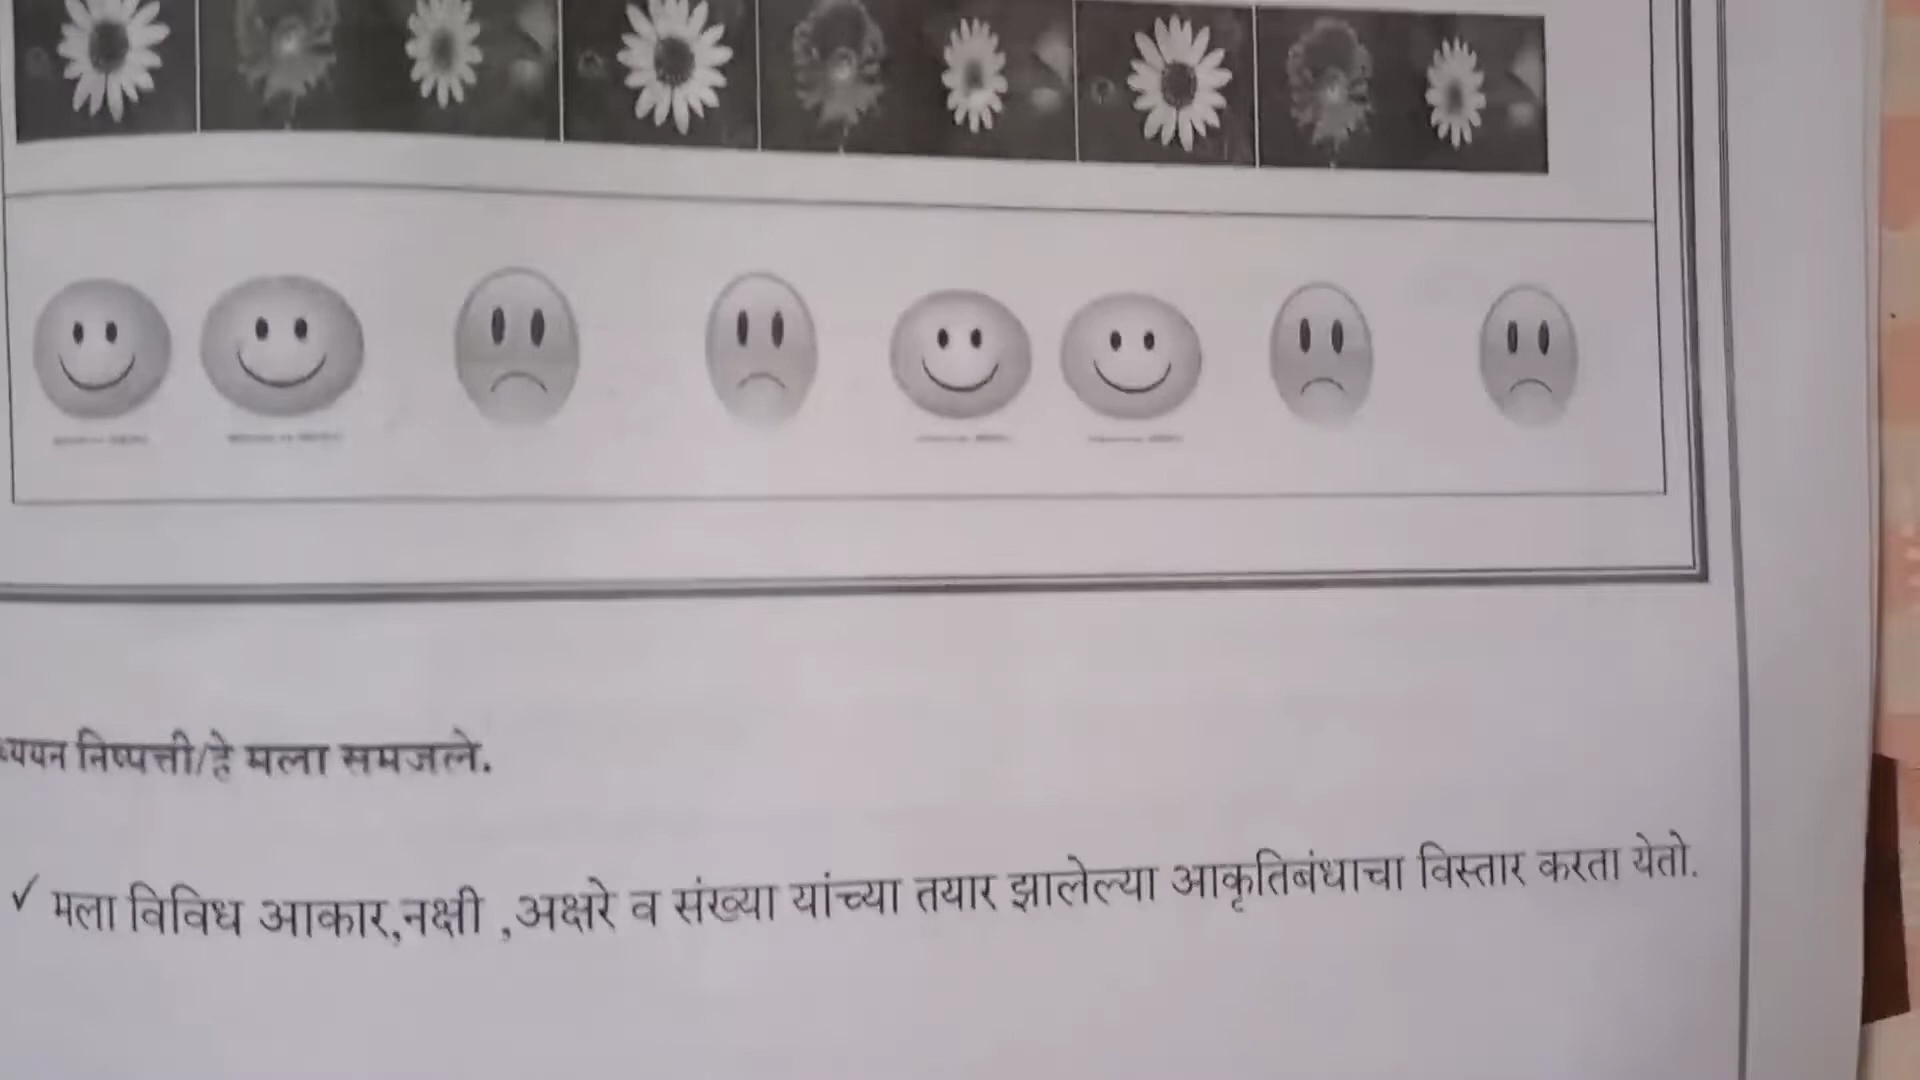 ध्ययन निष्पत्ती/हे मला समजले.
✓ मला विविध आकार,नक्षी ,अक्षरे व संख्या यांच्या तयार झालेल्या आकृतिबंधाचा विस्तार करता येतो.